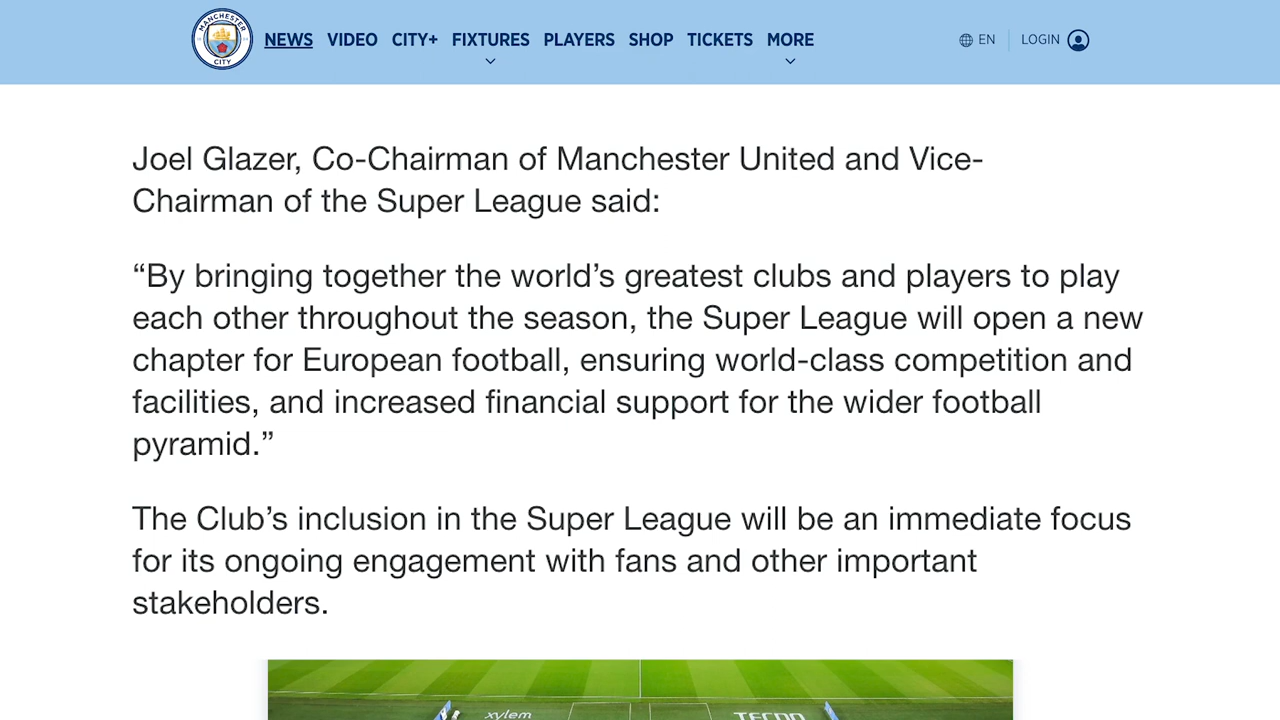 MANCHESTER
CITY
NEWS VIDEO CITY+ FIXTURES PLAYERS SHOP TICKETS MORE EN LOGIN
Joel Glazer, Co-Chairman of Manchester United and Vice-
Chairman of the Super League said:
“By bringing together the world’s greatest clubs and players to play
each other throughout the season, the Super League will open a new
chapter for European football, ensuring world-class competition and
facilities, and increased financial support for the wider football
pyramid.”
The Club’s inclusion in the Super League will be an immediate focus
for its ongoing engagement with fans and other important
stakeholders.
xylem TECNO